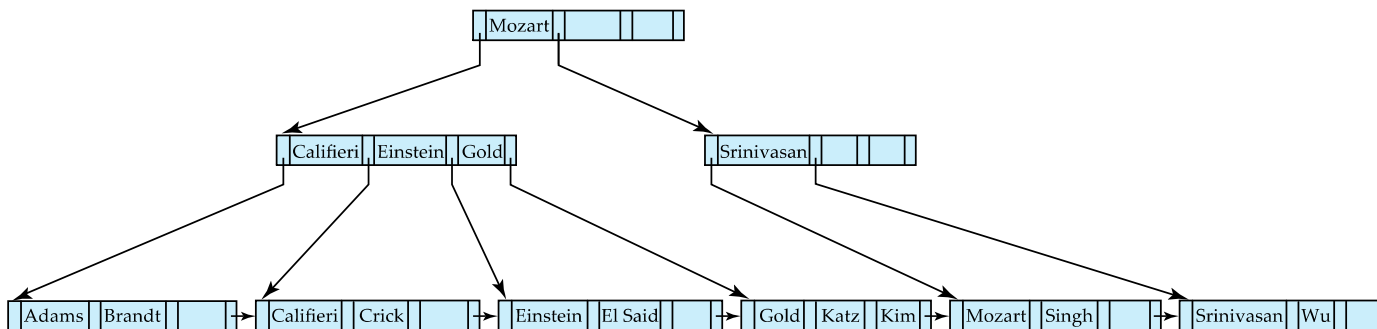 Mozart
Califieri Einstein Gold
Srinivasan
Adams Brandt
Califieri Crick
Einstein El Said
Gold Katz Kim
Mozart Singh
Srinivasan Wu